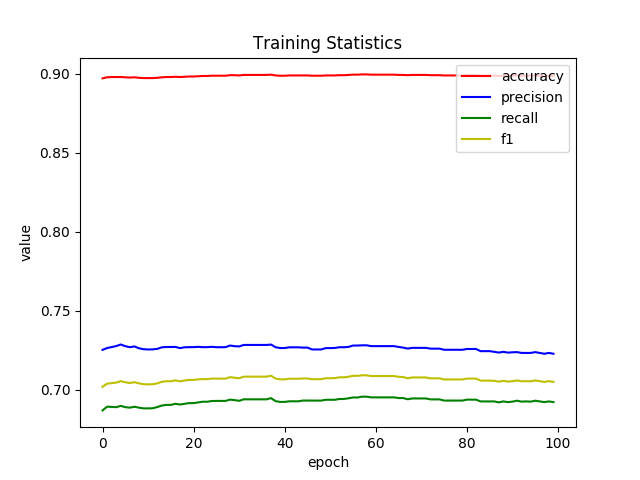 Training Statistics
0.90
0.85
0.80
0.75
0.70
value
accuracy
precision
recall
f1
0 20 40 60 80 100
epoch